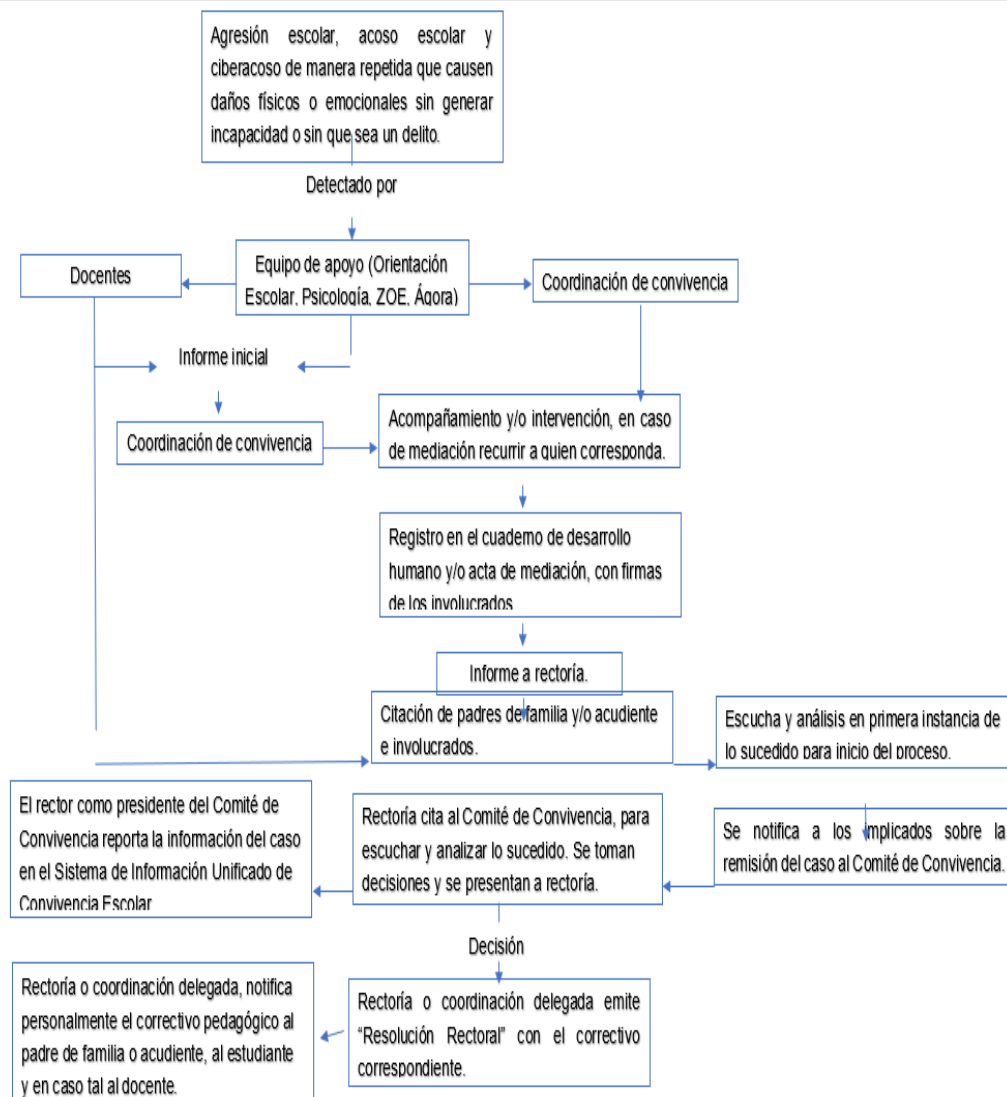 Agresión escolar, acoso escolar y
ciberacoso de manera repetida que causen
daños físicos o emocionales sin generar
incapacidad o sin que sea un delito.
Detectado por
Docentes
Equipo de apoyo (Orientación
Escolar, Psicología, ZOE, Ágora)
Coordinación de convivencia
Informe inicial
Coordinación de convivencia
Acompañamiento y/o intervención, en caso
de mediación recurrir a quien corresponda.
Registro en el cuaderno de desarrollo
humano y/o acta de mediación, con firmas
de los involucrados
Informe a rectoría.
Citación de padres de familia y/o acudiente
e involucrados.
Escucha y análisis en primera instancia de
lo sucedido para inicio del proceso.
El rector como presidente del Comité de
Convivencia reporta la información del caso
en el Sistema de Información Unificado de
Convivencia Escolar
Rectoría cita al Comité de Convivencia, para
escuchar y analizar lo sucedido. Se toman
decisiones y se presentan a rectoría.
Se notifica a los implicados sobre la
remisión del caso al Comité de Convivencia.
Decisión
Rectoría o coordinación delegada, notifica
personalmente el correctivo pedagógico al
padre de familia o acudiente, al estudiante
y en caso tal al docente.
Rectoría o coordinación delegada emite
“Resolución Rectoral” con el correctivo
correspondiente.